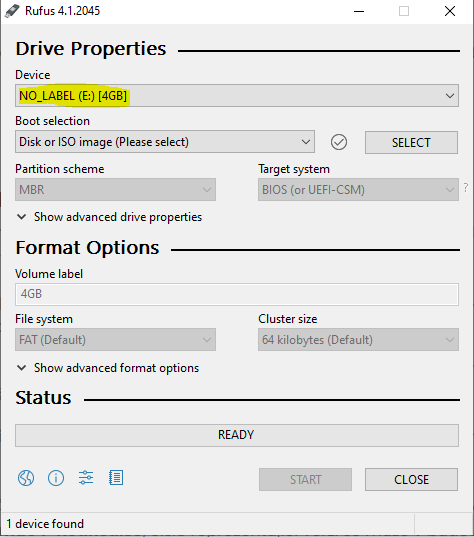 Rufus 4.1.2045
Drive Properties
Device
NO_LABEL (E:) [4GB]
Boot selection
Disk or ISO image (Please select)
SELECT
Partition scheme
Target system
MBR
BIOS (or UEFI-CSM)
?
Show advanced drive properties
Format Options
Volume label
4GB
File system
Cluster size
FAT (Default)
64 kilobytes (Default)
Show advanced format options
Status
READY
START
CLOSE
1 device found